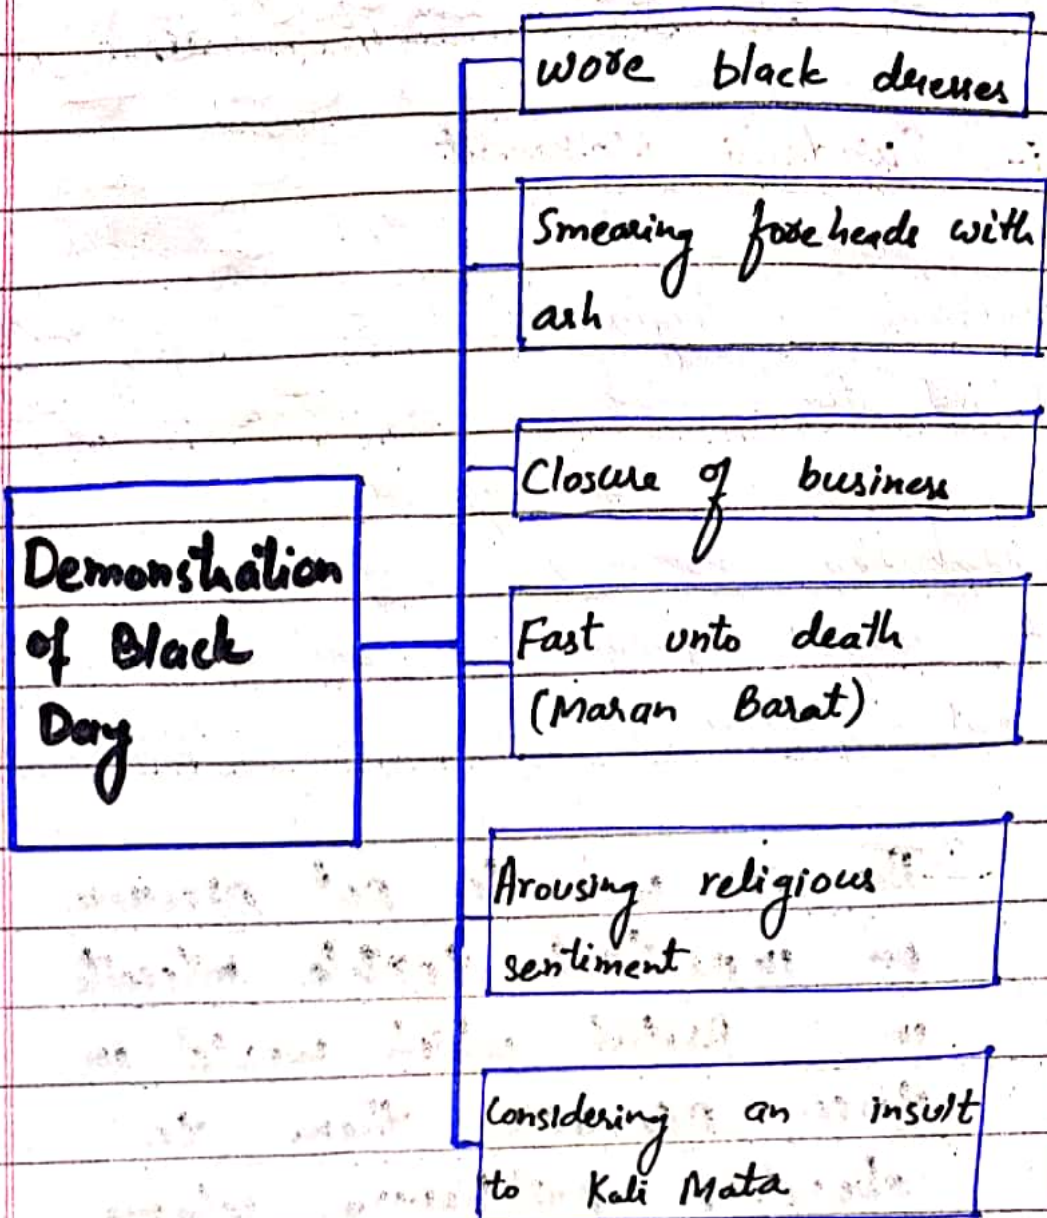 wore black dresses
Smearing foreheads with
ash
Closure of business
Demonstration
of Black
Day
Fast unto death
(Maran Barat)
Arousing religious
sentiment
Considering an insult
to Kali Mata